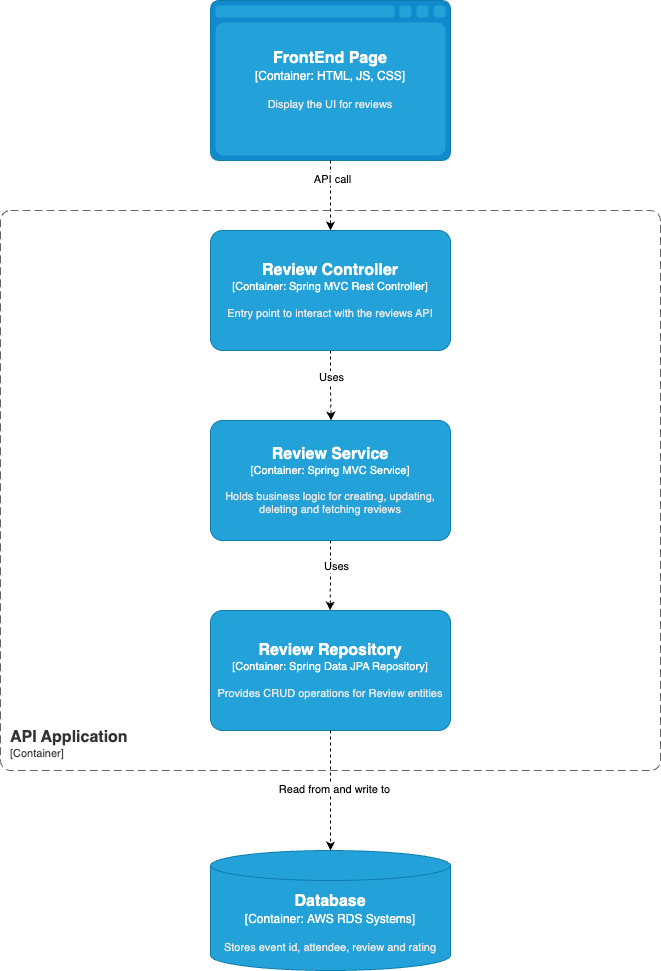 FrontEnd Page
[Container: HTML, JS, CSS]
Display the UI for reviews
API call
Review Controller
[Container: Spring MVC Rest Controller]
Entry point to interact with the reviews API
Uses
Review Service
[Container: Spring MVC Service]
Holds business logic for creating, updating,
deleting and fetching reviews
Uses
Review Repository
[Container: Spring Data JPA Repository]
Provides CRUD operations for Review entities
API Application
[Container]
Read from and write to
Database
[Container: AWS RDS Systems]
Stores event id, attendee, review and rating